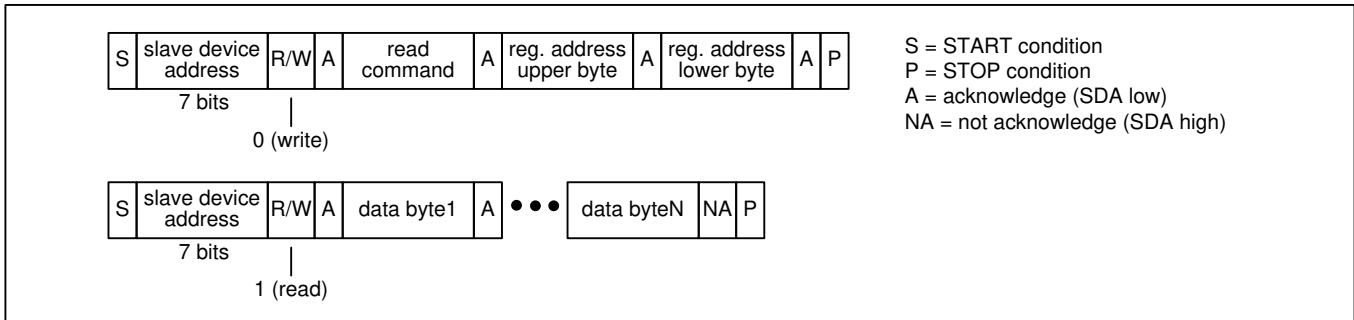 S slave device address R/W A read command A reg. address upper byte A reg. address lower byte A P
7 bits
0 (write)
S slave device address R/W A data byte1 A ••• data byteN NA P
7 bits
1 (read)
S = START condition
P = STOP condition
A = acknowledge (SDA low)
NA = not acknowledge (SDA high)